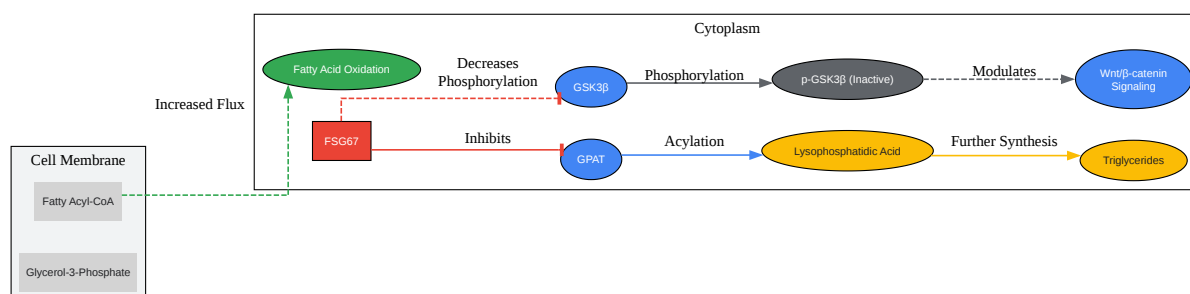 Cytoplasm
Fatty Acid Oxidation
Decreases
Phosphorylation
GSK3β
Phosphorylation
p-GSK3β (Inactive)
Modulates
Wnt/β-catenin
Signaling
Increased Flux
FSG67
Inhibits
GPAT
Acylation
Lysophosphatidic Acid
Further Synthesis
Triglycerides
Cell Membrane
Fatty Acyl-CoA
Glycerol-3-Phosphate